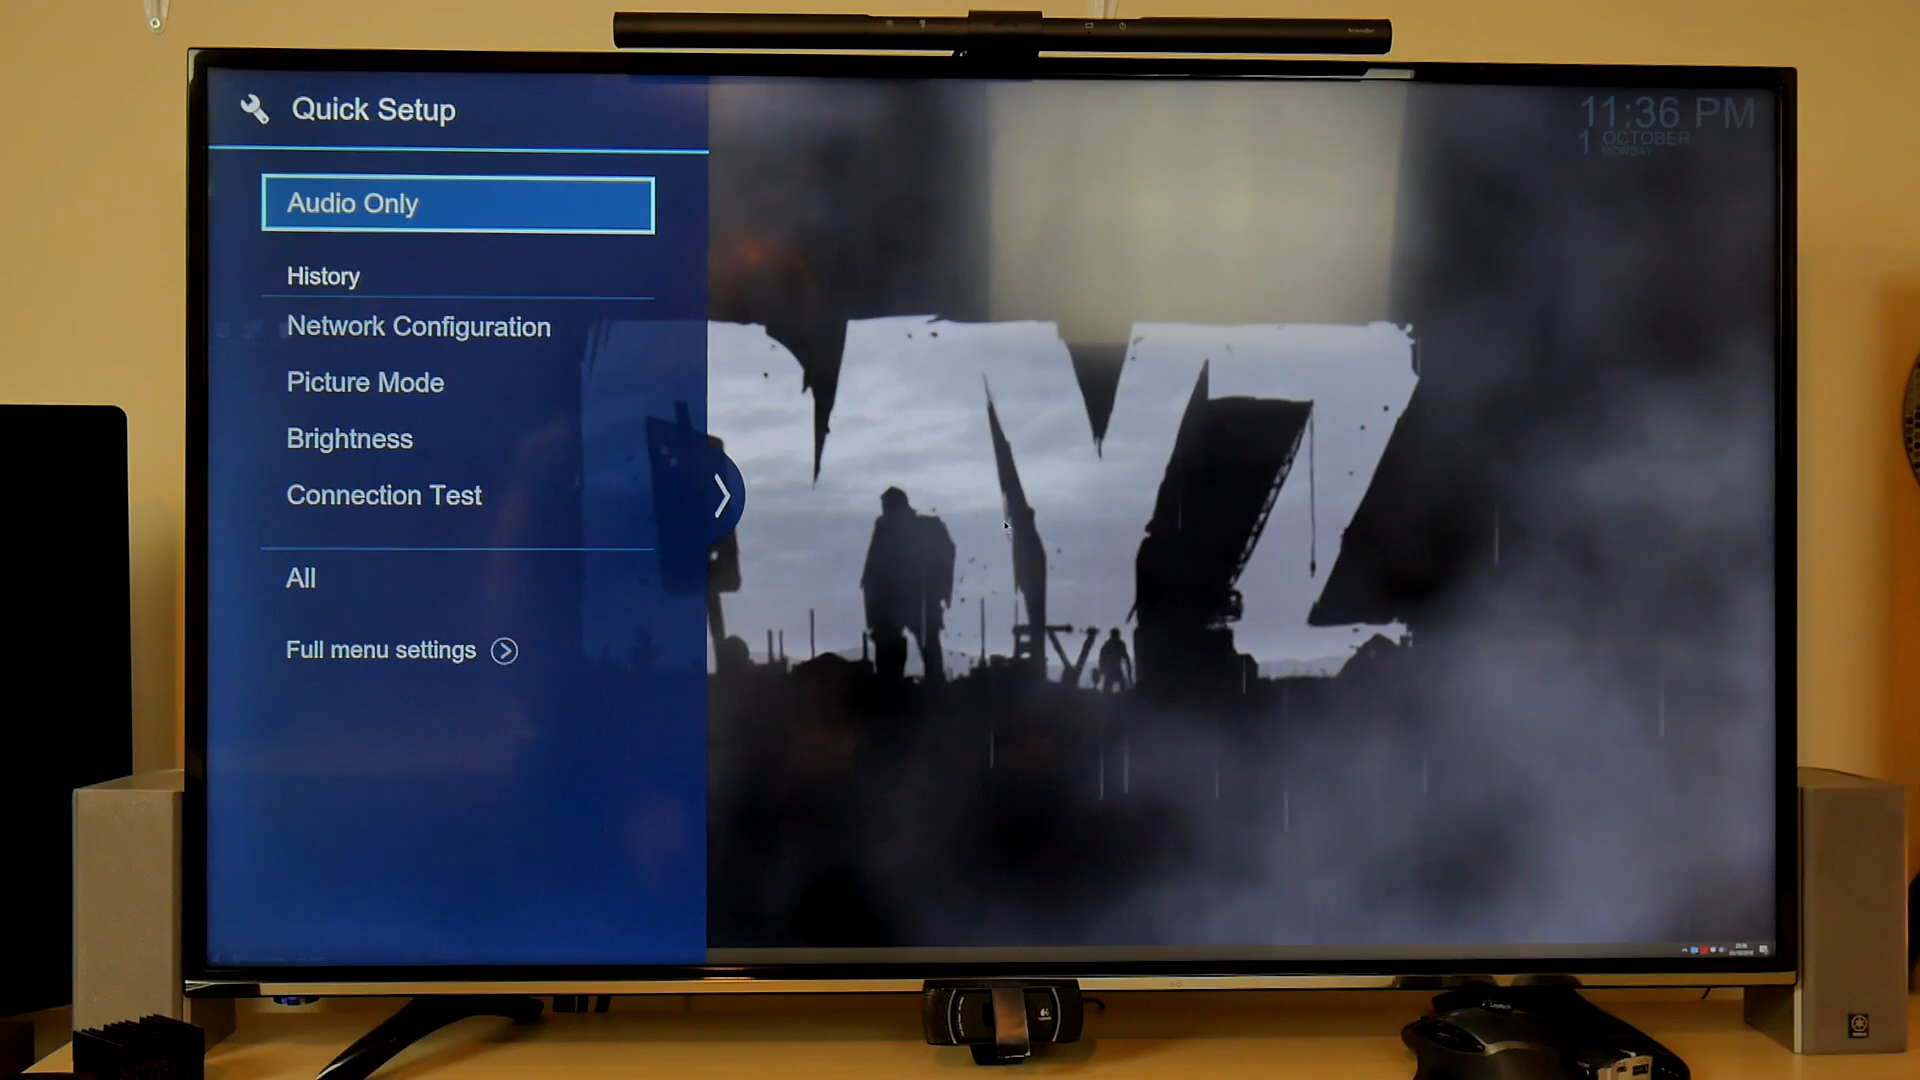 Quick Setup
11:36 PM
1 OCTOBER
MONDAY
Audio Only
History
Network Configuration
Picture Mode
Brightness
Connection Test
All
Full menu settings